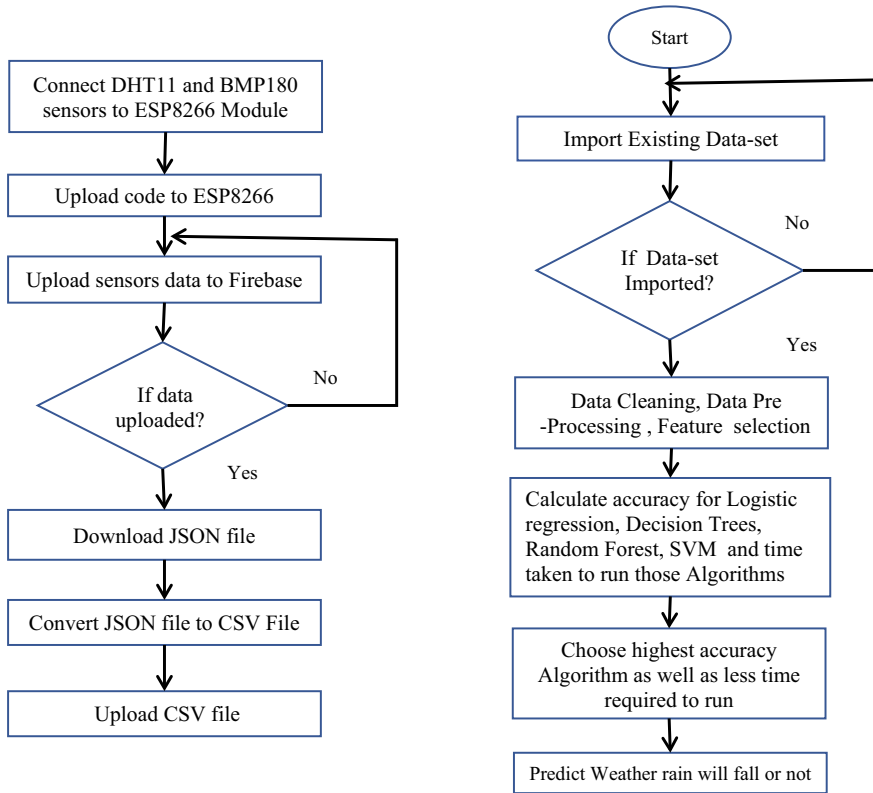 Connect DHT11 and BMP180
sensors to ESP8266 Module
Upload code to ESP8266
Upload sensors data to Firebase
If data
uploaded?
No
Yes
Download JSON file
Convert JSON file to CSV File
Upload CSV file
Start
Import Existing Data-set
No
If Data-set
Imported?
Yes
Data Cleaning, Data Pre
-Processing , Feature selection
Calculate accuracy for Logistic
regression, Decision Trees,
Random Forest, SVM and time
taken to run those Algorithms
Choose highest accuracy
Algorithm as well as less time
required to run
Predict Weather rain will fall or not